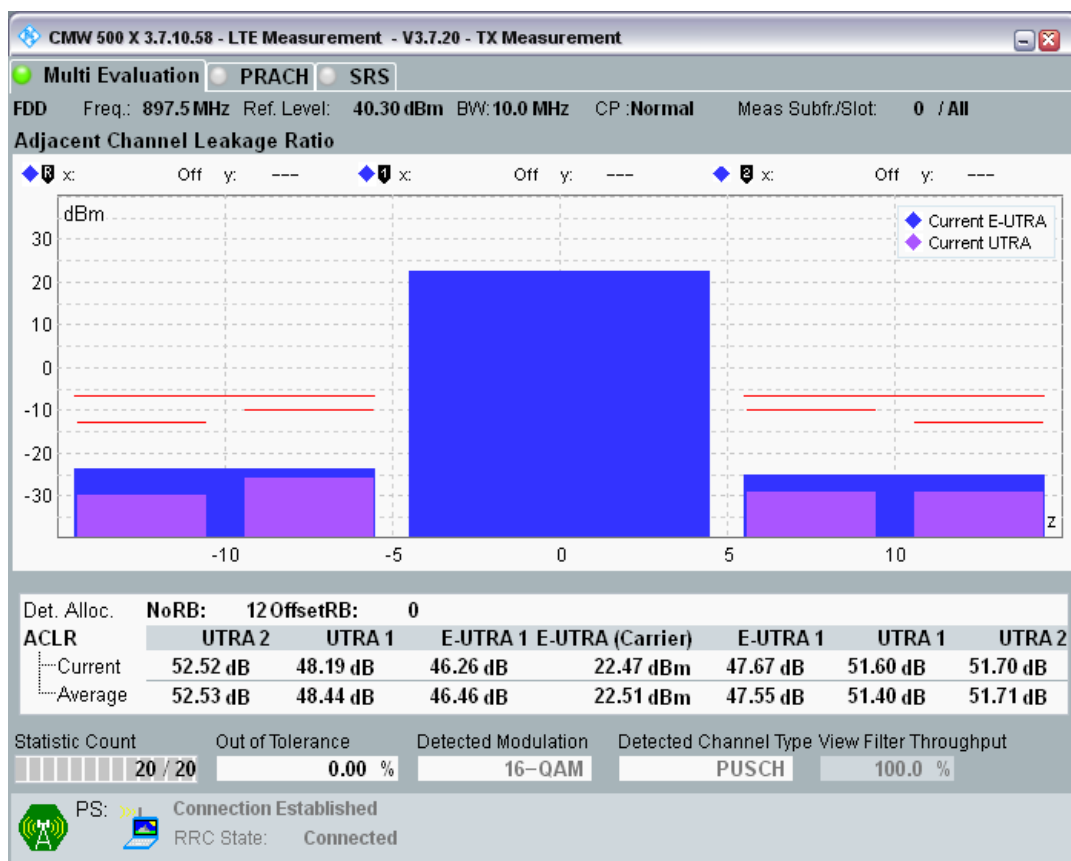 CMW 500 X 3.7.10.58 - LTE Measurement - V3.7.20 - TX Measurement
Multi Evaluation PRACH SRS
FDD Freq.: 897.5 MHz Ref. Level: 40.30 dBm BW: 10.0 MHz CP :Normal Meas Subfr./Slot: 0 / All
Adjacent Channel Leakage Ratio
R x: Off y: --- 1 x: Off y: --- 2 x: Off y: ---
dBm
Current E-UTRA
Current UTRA
30
20
10
0
-10
-20
-30
z
-10 -5 0 5 10
Det. Alloc. NoRB: 12 OffsetRB: 0
ACLR UTRA 2 UTRA 1 E-UTRA 1 E-UTRA (Carrier) E-UTRA 1 UTRA 1 UTRA 2
Current 52.52 dB 48.19 dB 46.26 dB 22.47 dBm 47.67 dB 51.60 dB 51.70 dB
Average 52.53 dB 48.44 dB 46.46 dB 22.51 dBm 47.55 dB 51.40 dB 51.71 dB
Statistic Count Out of Tolerance Detected Modulation Detected Channel Type View Filter Throughput
20 / 20 0.00 % 16-QAM PUSCH 100.0 %
PS: Connection Established
RRC State: Connected